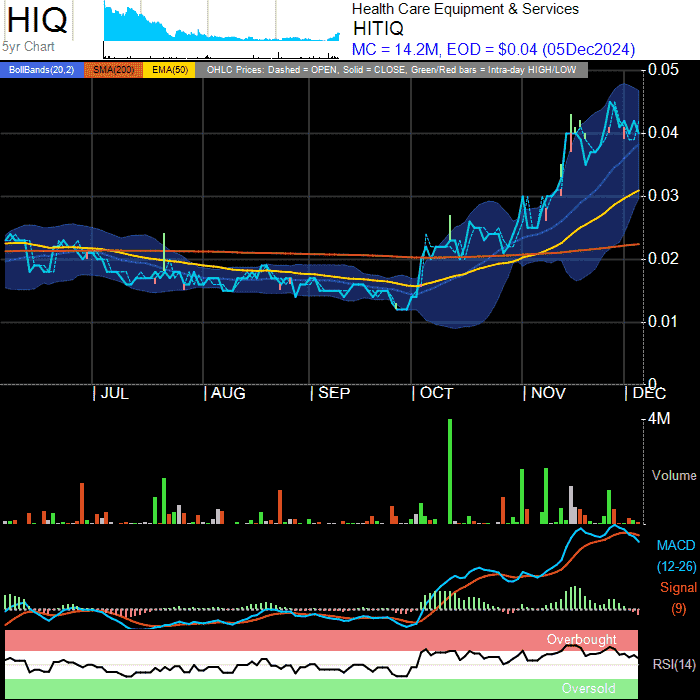 HIQ
5yr Chart
Health Care Equipment & Services
HITIQ
MC = 14.2M, EOD = $0.04 (05Dec2024)
BollBands(20,2) SMA(200) EMA(50) OHLC Prices: Dashed = OPEN, Solid = CLOSE, Green/Red bars = Intra-day HIGH/LOW
0.05
0.04
0.03
0.02
0.01
0
JUL AUG SEP OCT NOV DEC
4M
Volume
MACD
(12-26)
Signal
(9)
Overbought
RSI(14)
Oversold